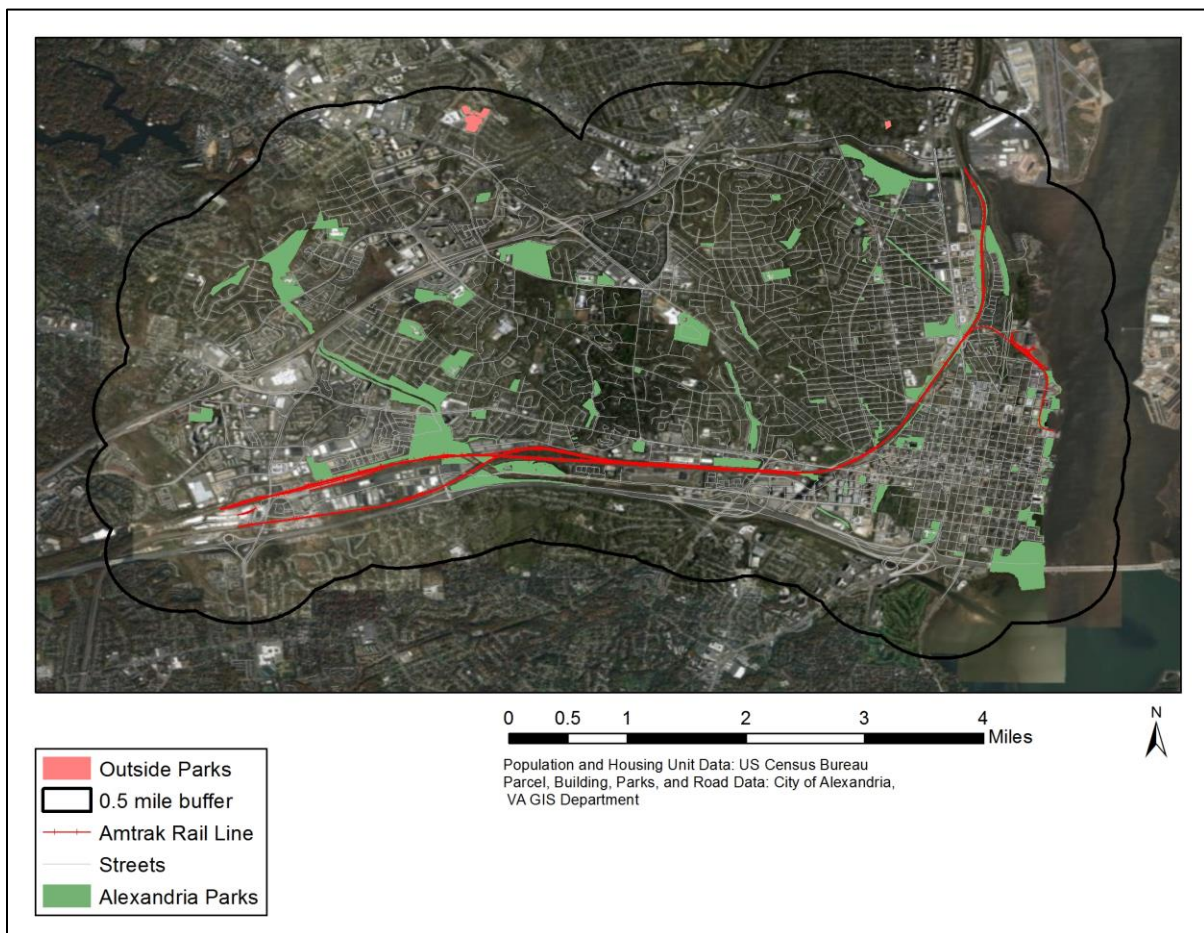 0 0.5 1 2 3 4
Miles
N
Population and Housing Unit Data: US Census Bureau
Parcel, Building, Parks, and Road Data: City of Alexandria,
VA GIS Department
Outside Parks
0.5 mile buffer
Amtrak Rail Line
Streets
Alexandria Parks